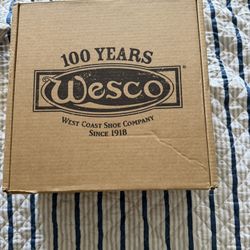 100 YEARS
Wesco®
WEST COAST SHOE COMPANY
SINCE 1918